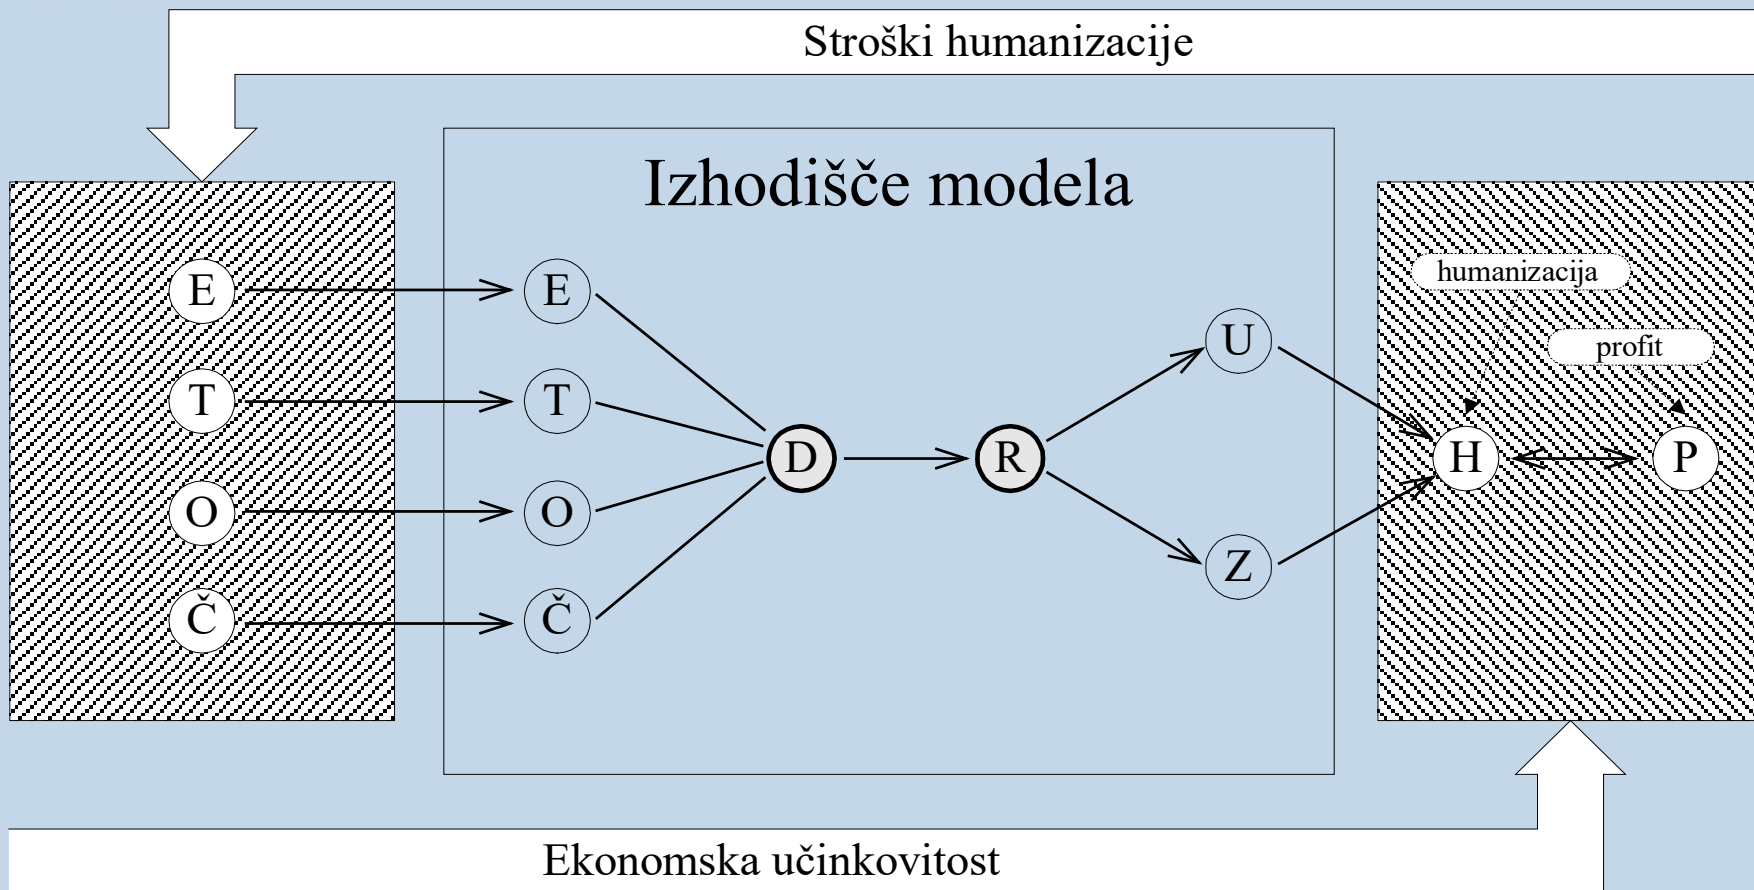 Stroški humanizacije
Izhodišče modela
E
E
humanizacija
U
profit
T
T
D
R
H
P
O
O
Z
Č
Č
Ekonomska učinkovitost